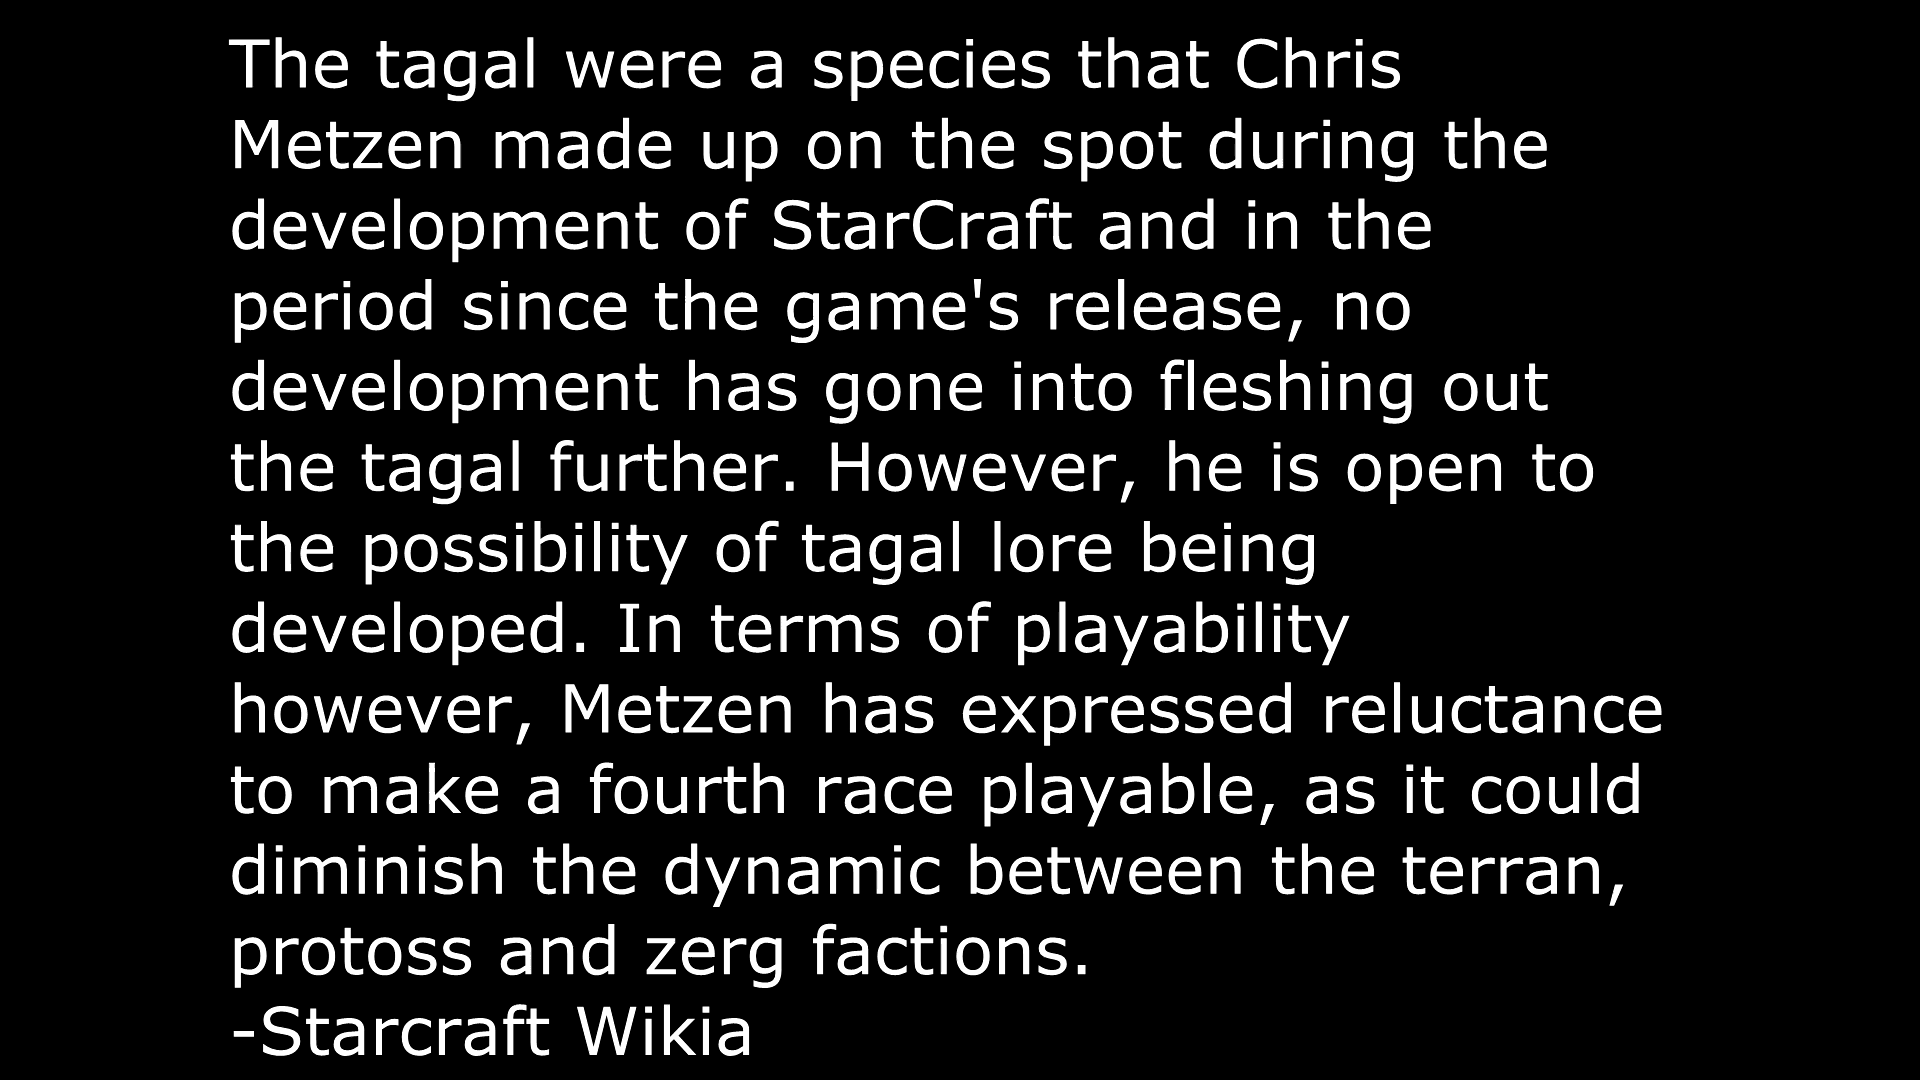 The tagal were a species that Chris
Metzen made up on the spot during the
development of StarCraft and in the
period since the game's release, no
development has gone into fleshing out
the tagal further. However, he is open to
the possibility of tagal lore being
developed. In terms of playability
however, Metzen has expressed reluctance
to make a fourth race playable, as it could
diminish the dynamic between the terran,
protoss and zerg factions.
-Starcraft Wikia